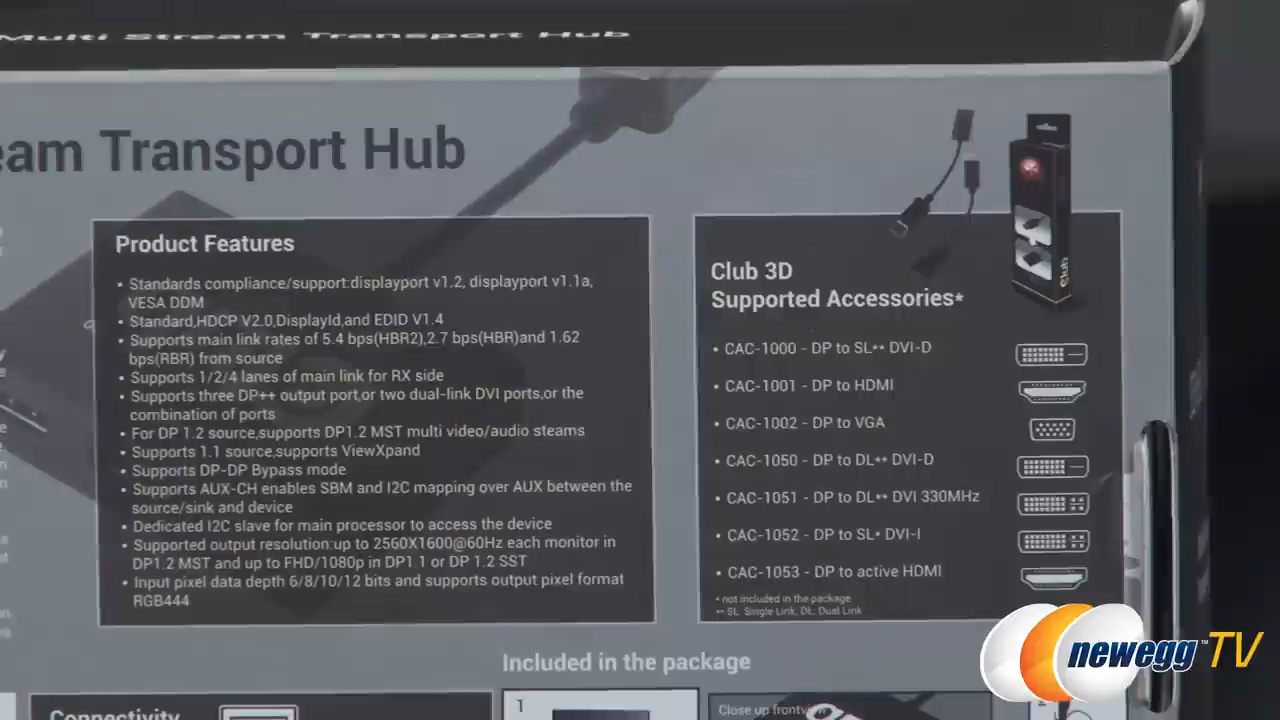 Multi Stream Transport Hub
eam Transport Hub
Product Features
• Standards compliance/support:displayport v1.2, displayport v1.1a,
VESA DDM
• Standard,HDCP V2.0,DisplayId,and EDID V1.4
• Supports main link rates of 5.4 bps(HBR2),2.7 bps(HBR)and 1.62
bps(RBR) from source
• Supports 1/2/4 lanes of main link for RX side
• Supports three DP++ output port,or two dual-link DVI ports,or the
combination of ports
• For DP 1.2 source,supports DP1.2 MST multi video/audio steams
• Supports 1.1 source,supports ViewXpand
• Supports DP-DP Bypass mode
• Supports AUX-CH enables SBM and I2C mapping over AUX between the
source/sink and device
• Dedicated I2C slave for main processor to access the device
• Supported output resolution:up to 2560X1600@60Hz each monitor in
DP1.2 MST and up to FHD/1080p in DP1.1 or DP 1.2 SST
• Input pixel data depth 6/8/10/12 bits and supports output pixel format
RGB444
Club 3D
Supported Accessories*
• CAC-1000 - DP to SL** DVI-D
• CAC-1001 - DP to HDMI
• CAC-1002 - DP to VGA
• CAC-1050 - DP to DL** DVI-D
• CAC-1051 - DP to DL** DVI 330MHz
• CAC-1052 - DP to SL* DVI-I
• CAC-1053 - DP to active HDMI
* not included in the package
** SL: Single Link, DL: Dual Link
Club
Included in the package
Connectivity
1
Close up frontview
2
newegg™TV